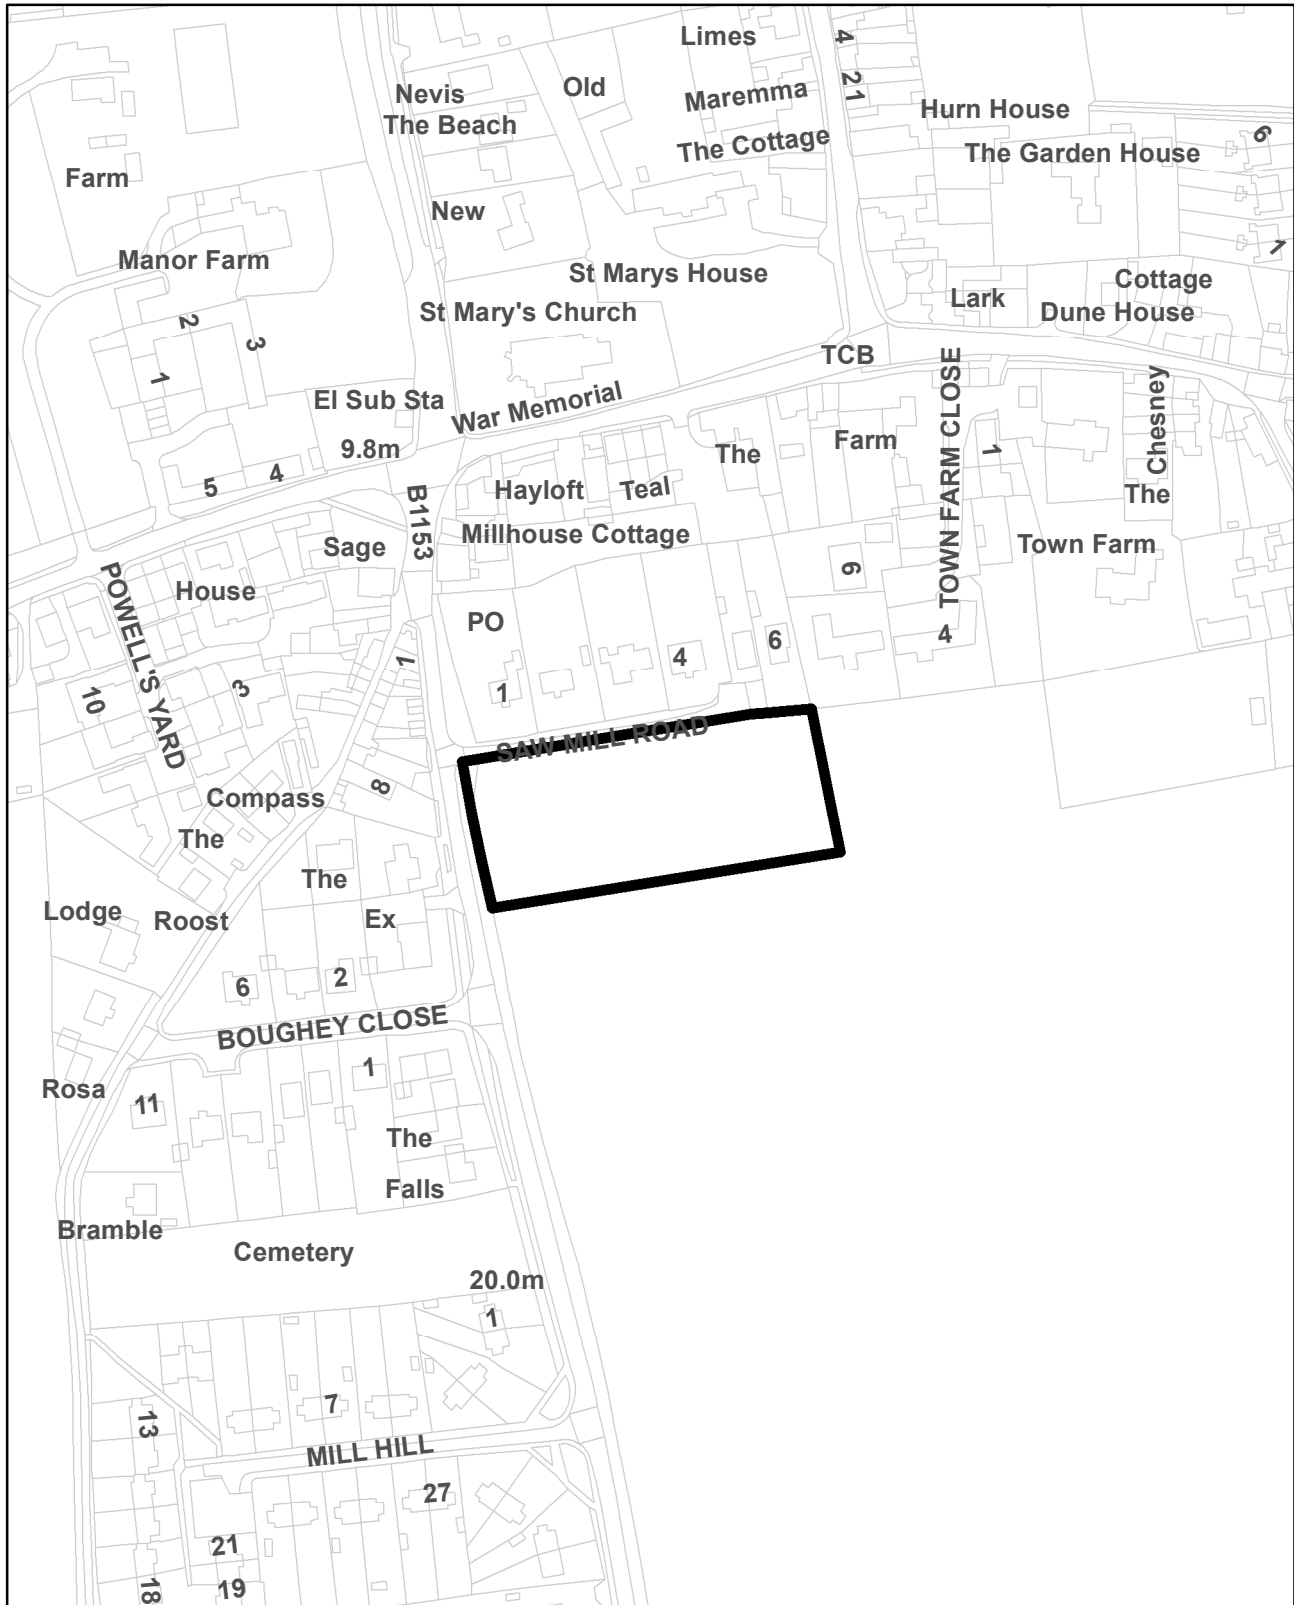 Limes
4
2 1
Nevis
Old
Maremma
The Beach
Hurn House
The Cottage
6
The Garden House
Farm
New
1
Manor Farm
St Marys House
Cottage
Lark
St Mary's Church
Dune House
2
3
TCB
1
El Sub Sta
War Memorial
TOWN FARM CLOSE
The Chesney
9.8m
The
Farm
1
5
4
B1153
Hayloft
Teal
The
Millhouse Cottage
Sage
Town Farm
House
6
POWELL'S YARD
PO
4
6
4
1
10
3
1
SAW MILL ROAD
8
Compass
The
The
Lodge
Roost
Ex
6
2
BOUGHEY CLOSE
1
Rosa
11
The
Falls
Bramble
Cemetery
20.0m
1
7
13
MILL HILL
27
21
18
19